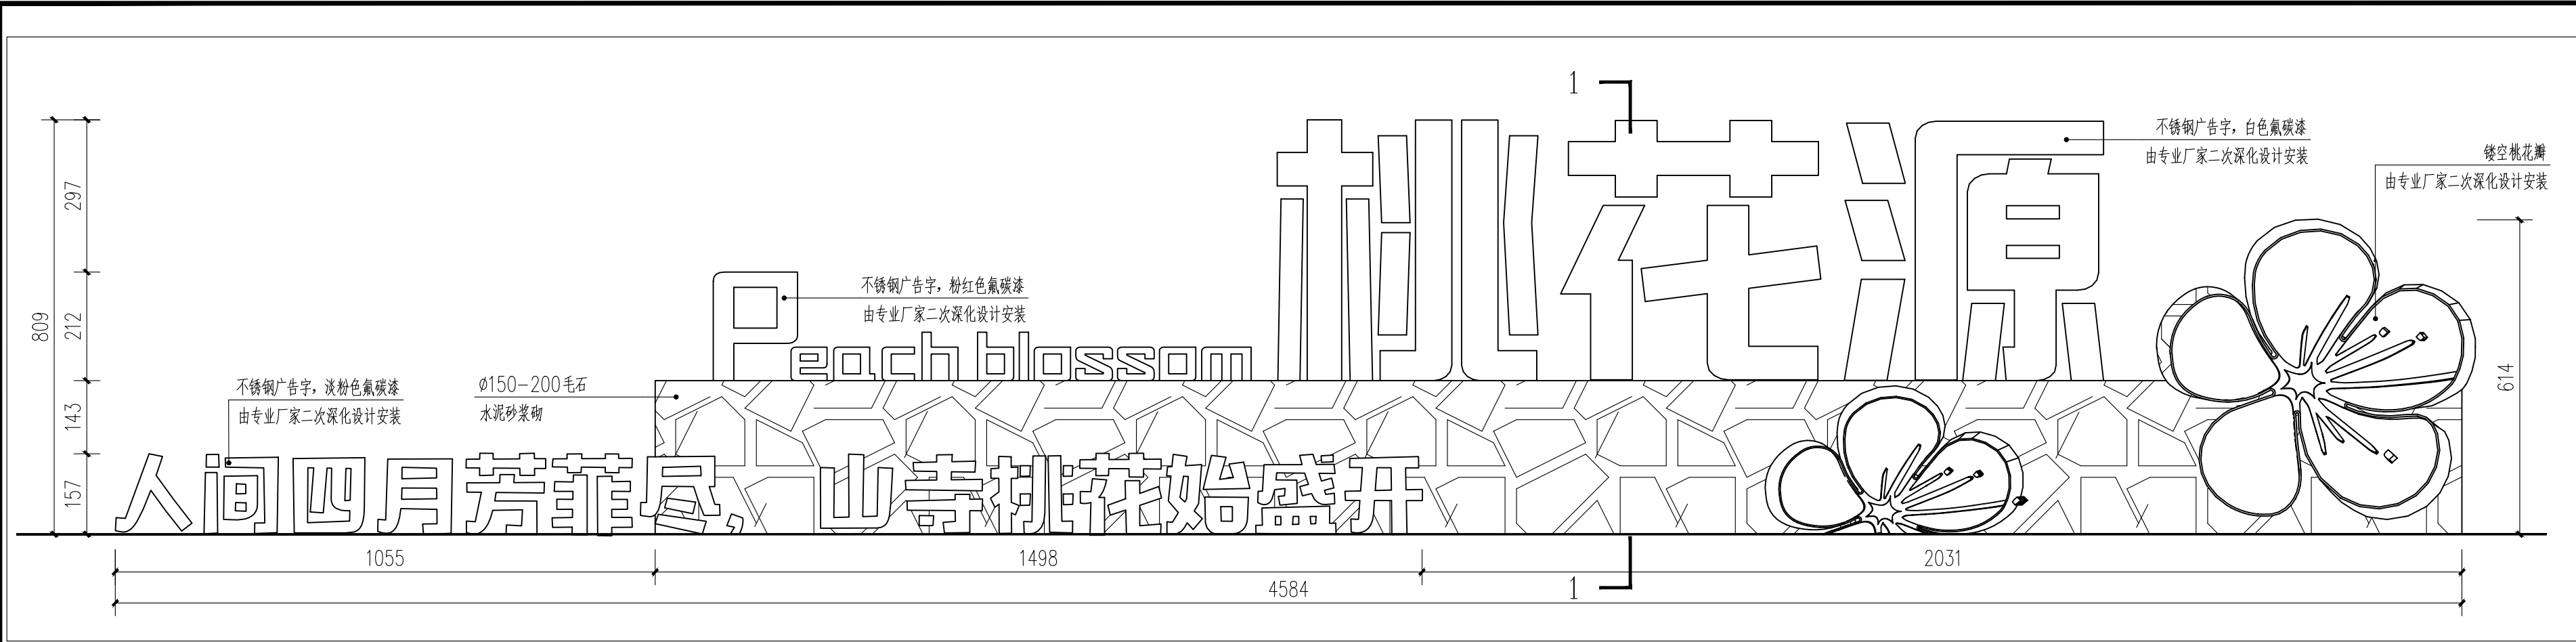 1
不锈钢广告字，白色氟碳漆
由专业厂家二次深化设计安装
镂空桃花瓣
由专业厂家二次深化设计安装
桃花源
297
212
143
157
809
614
不锈钢广告字，粉红色氟碳漆
由专业厂家二次深化设计安装
Peach blossom
不锈钢广告字，淡粉色氟碳漆
由专业厂家二次深化设计安装
Ø150-200毛石
水泥砂浆砌
人间四月芳菲尽，山寺桃花始盛开
1055
1498
2031
4584
1